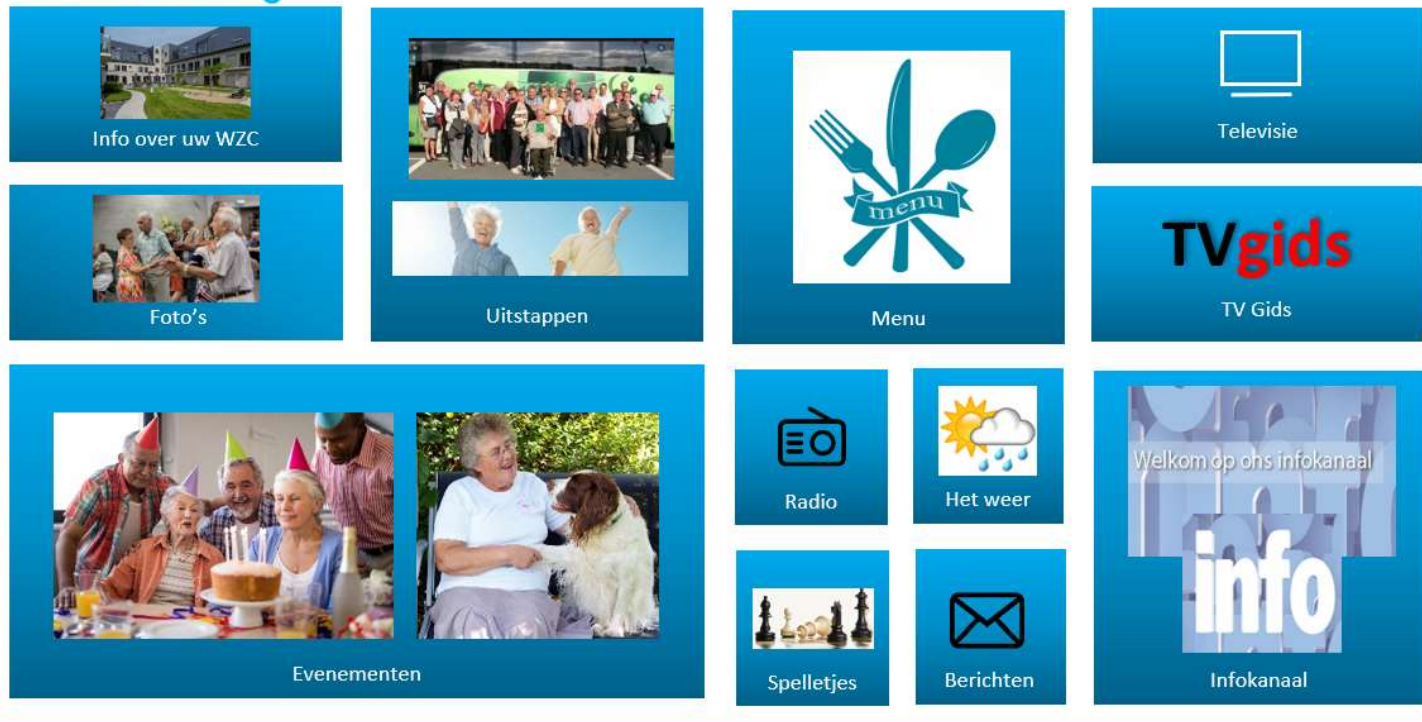 Info over uw WZC
Foto's
Uitstappen
menu
Menu
Televisie
TVgids
TV Gids
Evenementen
Radio
Het weer
Spelletjes
Berichten
Welkom op ons infokanaal
info
Infokanaal